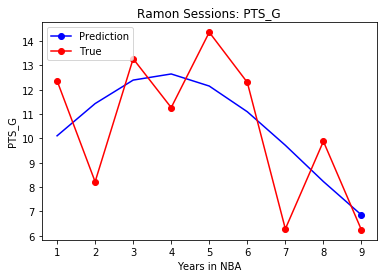 Ramon Sessions: PTS_G
Prediction
True
PTS_G
14
13
12
11
10
9
8
7
6
1 2 3 4 5 6 7 8 9
Years in NBA